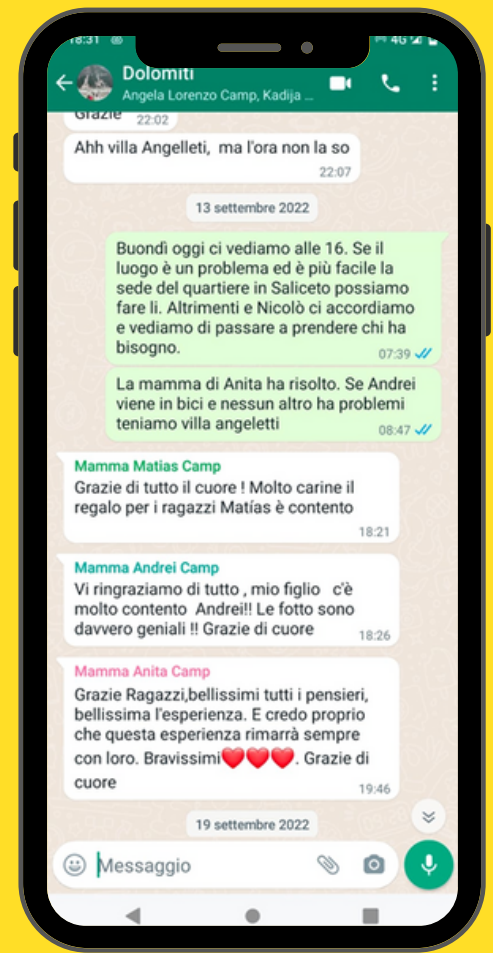 18:31
4G
Dolomiti
Angela Lorenzo Camp, Kadija ...
Grazie 22:02
Ahh villa Angelleti, ma l'ora non la so
22:07
13 settembre 2022
Buondì oggi ci vediamo alle 16. Se il
luogo è un problema ed è più facile la
sede del quartiere in Saliceto possiamo
fare li. Altrimenti e Nicolò ci accordiamo
e vediamo di passare a prendere chi ha
bisogno.
07:39
La mamma di Anita ha risolto. Se Andrei
viene in bici e nessun altro ha problemi
teniamo villa angeletti
08:47
Mamma Matias Camp
Grazie di tutto il cuore ! Molto carine il
regalo per i ragazzi Matías è contento
18:21
Mamma Andrei Camp
Vi ringraziamo di tutto , mio figlio c'è
molto contento Andrei!! Le fotto sono
davvero geniali !! Grazie di cuore
18:26
Mamma Anita Camp
Grazie Ragazzi,bellissimi tutti i pensieri,
bellissima l'esperienza. E credo proprio
che questa esperienza rimarrà sempre
con loro. Bravissimi❤️❤️❤️. Grazie di
cuore
19:46
19 settembre 2022
Messaggio